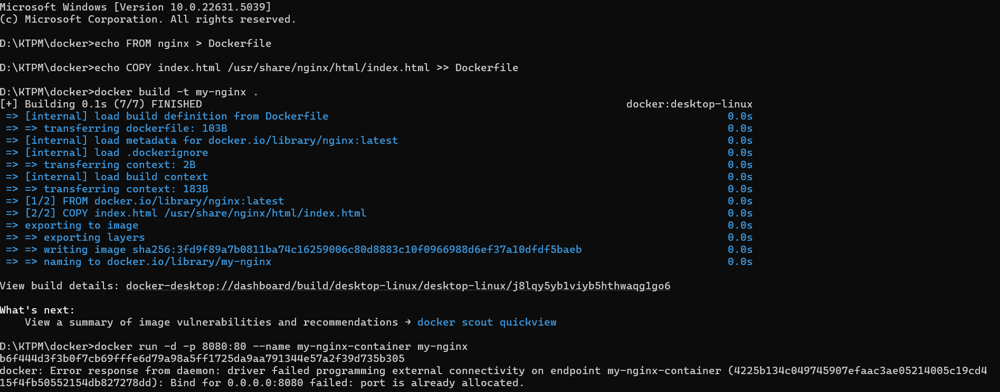 Microsoft Windows [Version 10.0.22631.5039]
(c) Microsoft Corporation. All rights reserved.
D:\KTPM\docker>echo FROM nginx > Dockerfile
D:\KTPM\docker>echo COPY index.html /usr/share/nginx/html/index.html >> Dockerfile
D:\KTPM\docker>docker build -t my-nginx .
[+] Building 0.1s (7/7) FINISHED docker:desktop-linux
=> [internal] load build definition from Dockerfile 0.0s
=> => transferring dockerfile: 103B 0.0s
=> [internal] load metadata for docker.io/library/nginx:latest 0.0s
=> [internal] load .dockerignore 0.0s
=> => transferring context: 2B 0.0s
=> [internal] load build context 0.0s
=> => transferring context: 183B 0.0s
=> [1/2] FROM docker.io/library/nginx:latest 0.0s
=> [2/2] COPY index.html /usr/share/nginx/html/index.html 0.0s
=> exporting to image 0.0s
=> => exporting layers 0.0s
=> => writing image sha256:3fd9f89a7b0811ba74c16259006c80d8883c10f0966988d6ef37a10dfdf5baeb 0.0s
=> => naming to docker.io/library/my-nginx 0.0s
View build details: docker-desktop://dashboard/build/desktop-linux/desktop-linux/j8lqy5yb1viyb5hthwaqg1go6
What's next:
View a summary of image vulnerabilities and recommendations → docker scout quickview
D:\KTPM\docker>docker run -d -p 8080:80 --name my-nginx-container my-nginx
b6f444d3f3b0f7cb69fffe6d79a98a5ff1725da9aa791344e57a2f39d735b305
docker: Error response from daemon: driver failed programming external connectivity on endpoint my-nginx-container (4225b134c049745907efaac3ae05214005c19cd4
15f4fb50552154db827278dd): Bind for 0.0.0.0:8080 failed: port is already allocated.